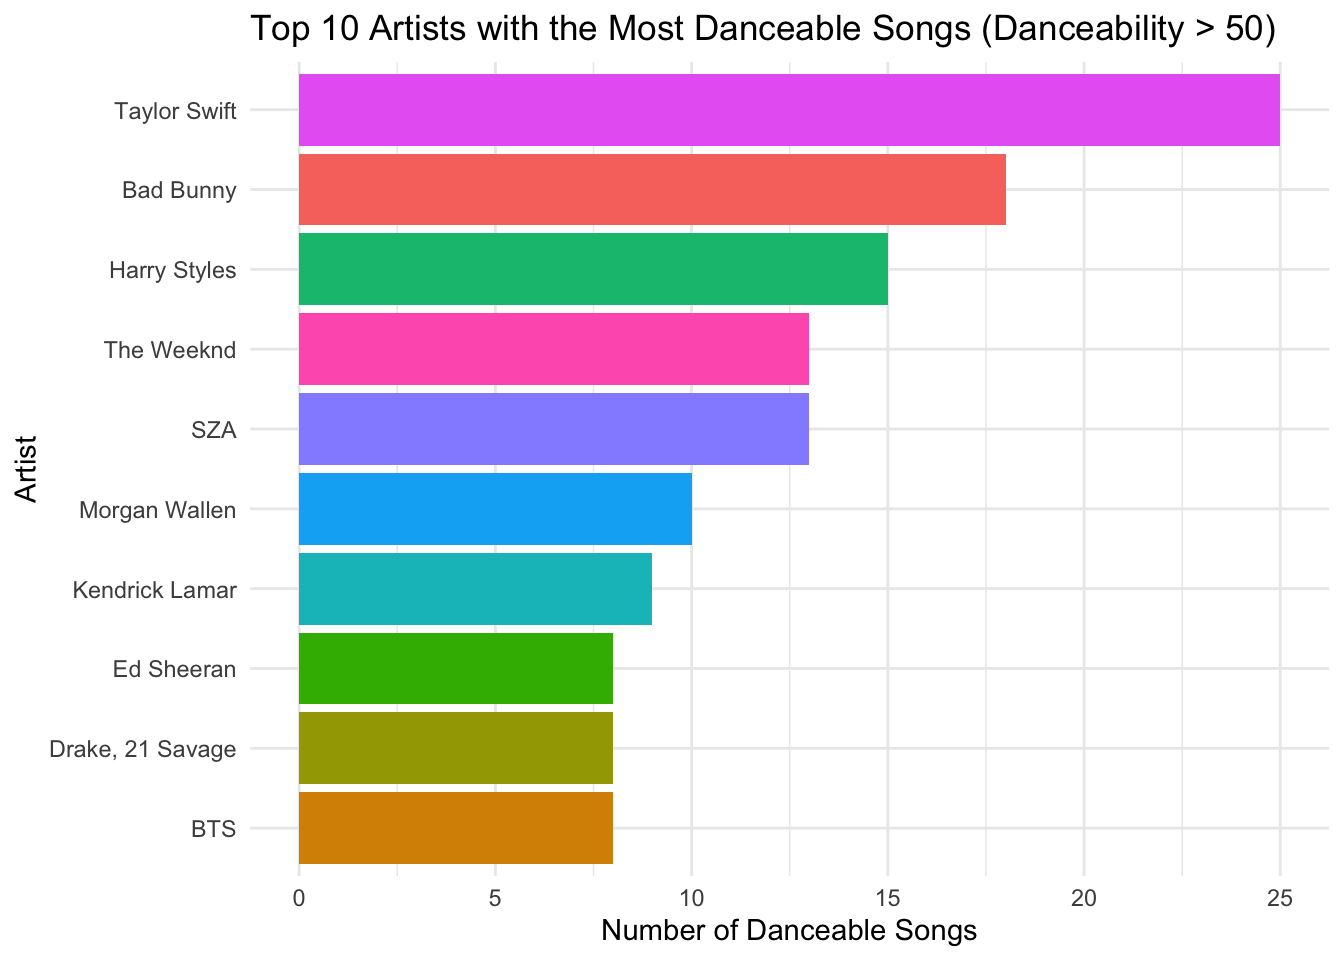 Top 10 Artists with the Most Danceable Songs (Danceability > 50)
Artist
Taylor Swift
Bad Bunny
Harry Styles
The Weeknd
SZA
Morgan Wallen
Kendrick Lamar
Ed Sheeran
Drake, 21 Savage
BTS
0 5 10 15 20 25
Number of Danceable Songs